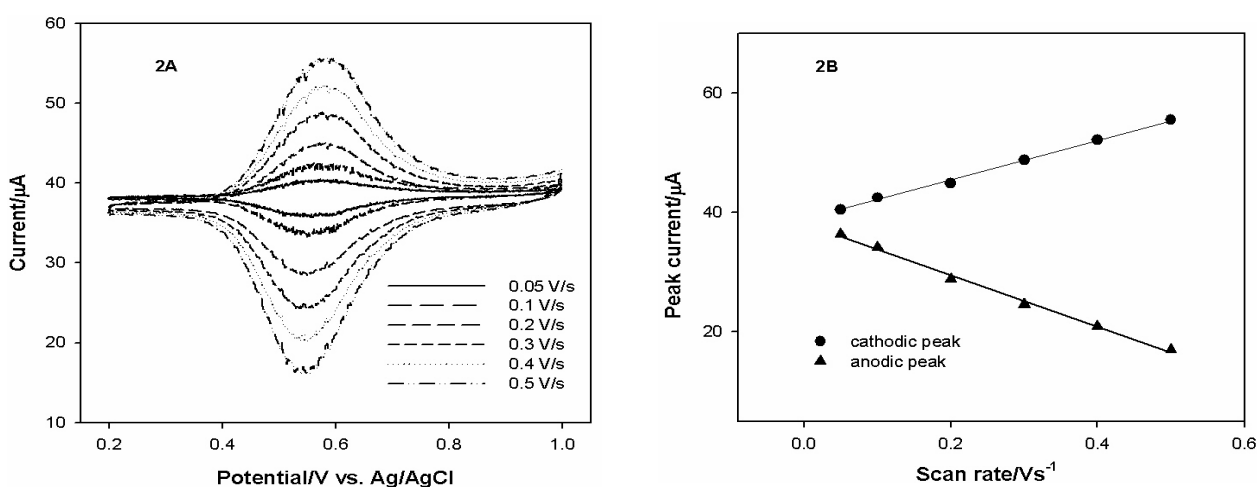 2A
60
50
40
30
20
10
Current/μA
0.2 0.4 0.6 0.8 1.0
Potential/V vs. Ag/AgCl
0.05 V/s
0.1 V/s
0.2 V/s
0.3 V/s
0.4 V/s
0.5 V/s
2B
60
40
20
Peak current/μA
0.0 0.2 0.4 0.6
Scan rate/Vs⁻¹
cathodic peak
anodic peak